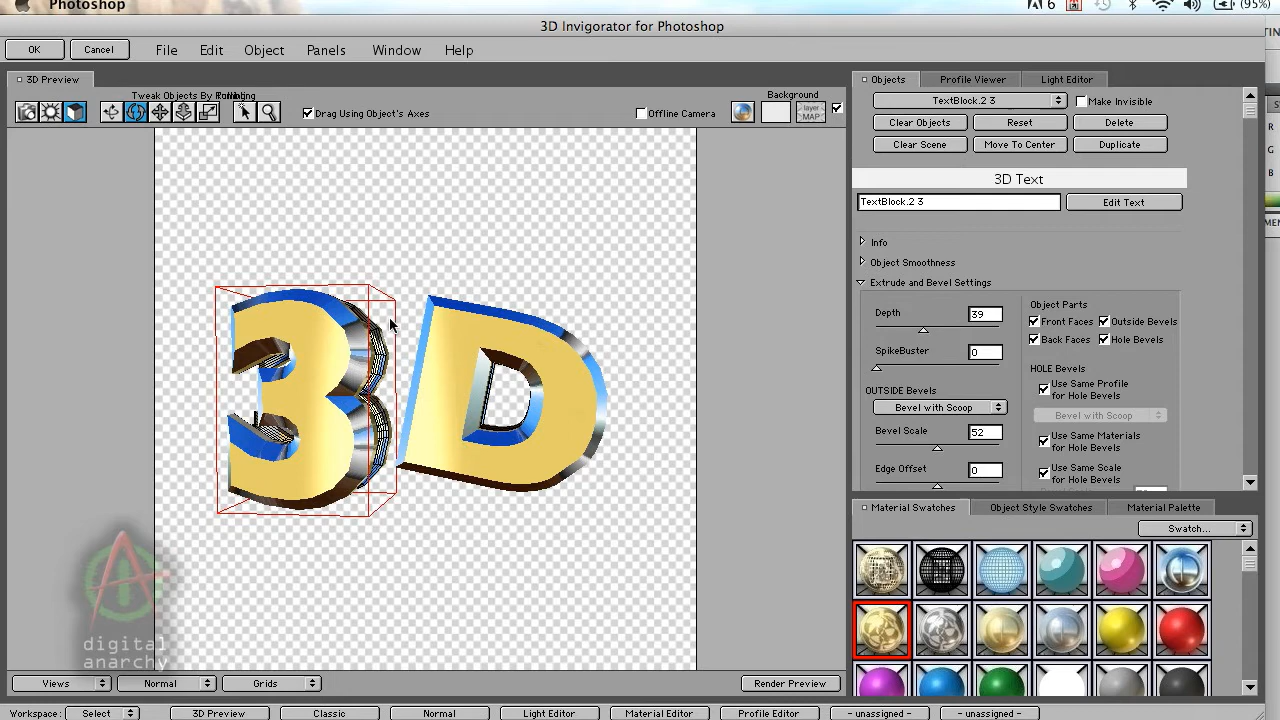 Photoshop
6
(95%)
3D Invigorator for Photoshop
OK
Cancel
File
Edit
Object
Panels
Window
Help
3D Preview
Tweak Objects By
Drag Using Object's Axes
Offline Camera
Background
layer
MAP
Objects
Profile Viewer
Light Editor
TextBlock.2 3
Make Invisible
Clear Objects
Reset
Delete
Clear Scene
Move To Center
Duplicate
3D Text
TextBlock.2 3
Edit Text
Info
Object Smoothness
Extrude and Bevel Settings
Depth
39
SpikeBuster
0
OUTSIDE Bevels
Bevel with Scoop
Bevel Scale
52
Edge Offset
0
Object Parts
Front Faces
Outside Bevels
Back Faces
Hole Bevels
HOLE Bevels
Use Same Profile
for Hole Bevels
Bevel with Scoop
Use Same Materials
for Hole Bevels
Use Same Scale
for Hole Bevels
3D
Material Swatches
Object Style Swatches
Material Palette
Swatch...
digital
anarchy
Views
Normal
Grids
Render Preview
Workspace:
Select
3D Preview
Classic
Normal
Light Editor
Material Editor
Profile Editor
- unassigned -
- unassigned -
R
G
B